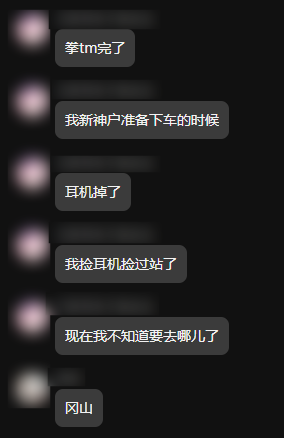 拳tm完了
我新神户准备下车的时候
耳机掉了
我捡耳机捡过站了
现在我不知道要去哪儿了
冈山